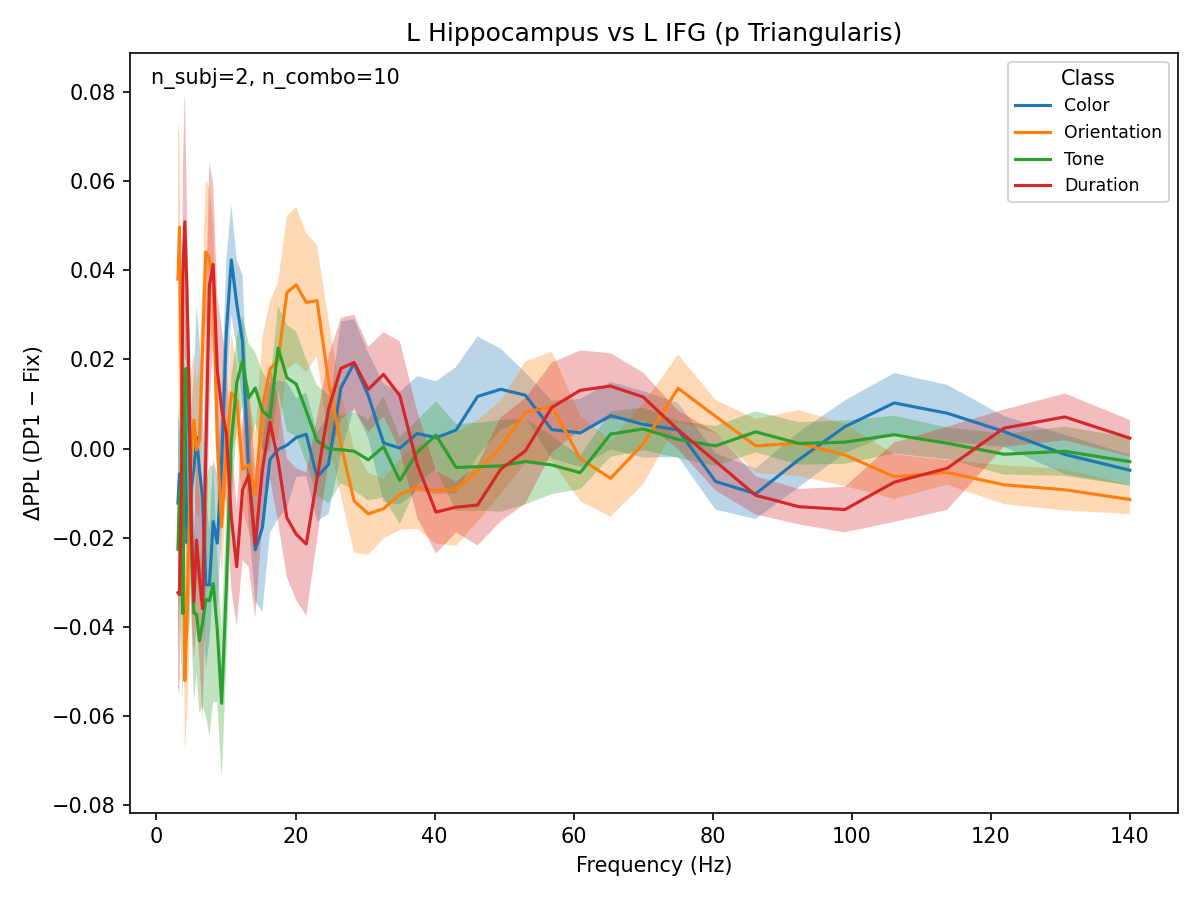 L Hippocampus vs L IFG (p Triangularis)
n_subj=2, n_combo=10
Class
Color
Orientation
Tone
Duration
ΔPPL (DP1 − Fix)
0.08
0.06
0.04
0.02
0.00
−0.02
−0.04
−0.06
−0.08
0 20 40 60 80 100 120 140
Frequency (Hz)